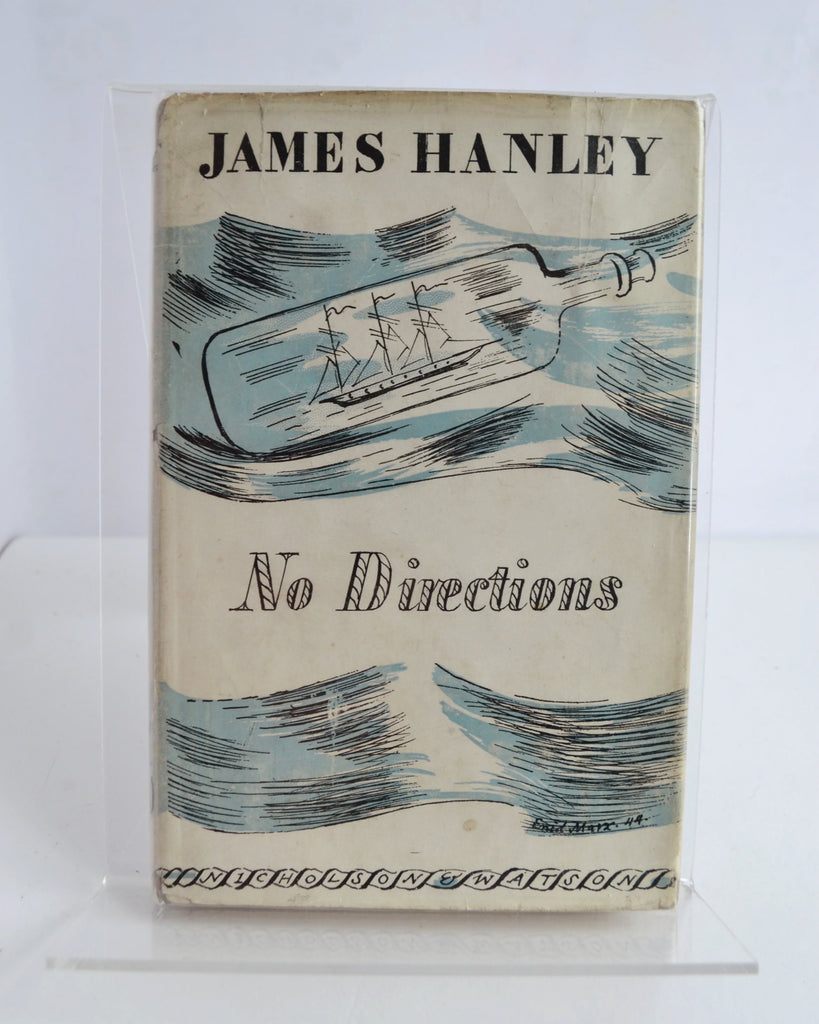 JAMES HANLEY
No Directions
Enid Marx. 44.
NICHOLSON & WATSON